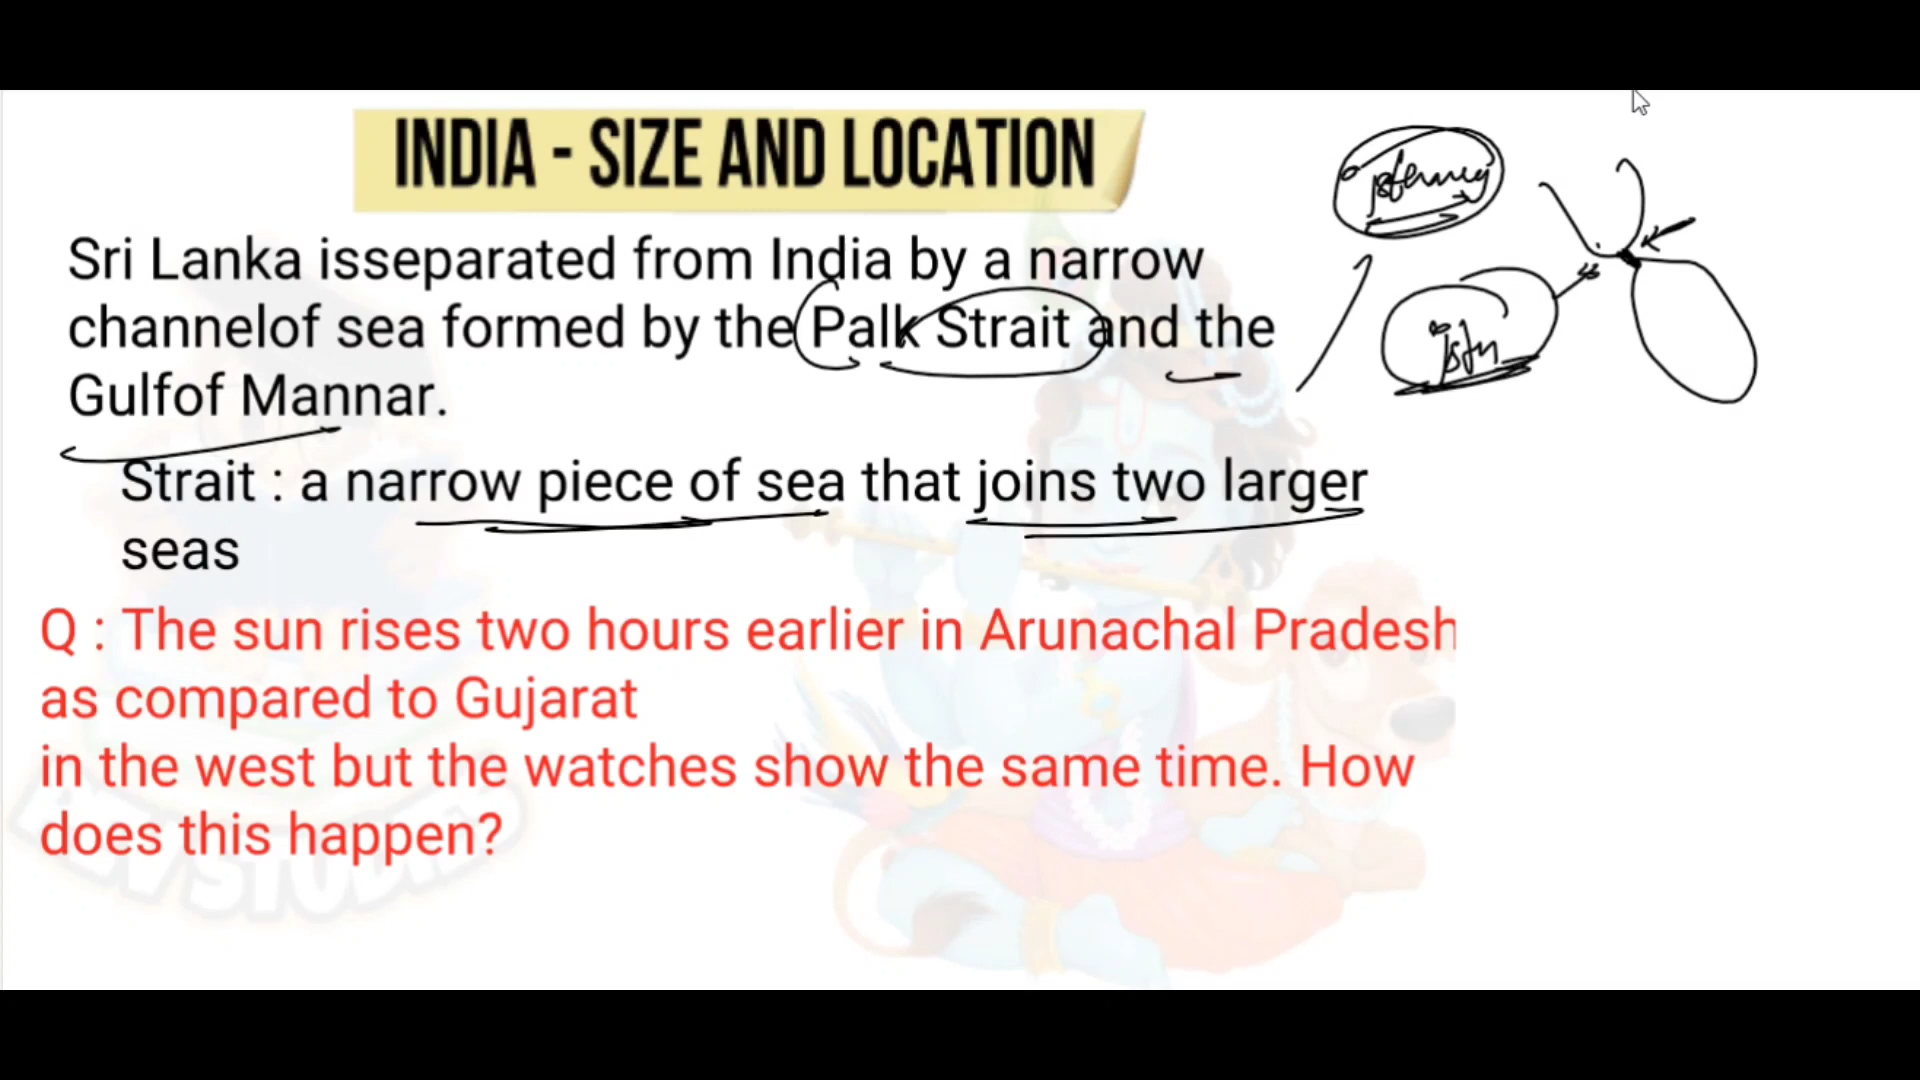 INDIA - SIZE AND LOCATION
Sri Lanka isseparated from India by a narrow
channelof sea formed by the Palk Strait and the
Gulfof Mannar.
Strait : a narrow piece of sea that joins two larger
seas
Q : The sun rises two hours earlier in Arunachal Pradesh
as compared to Gujarat
in the west but the watches show the same time. How
does this happen?